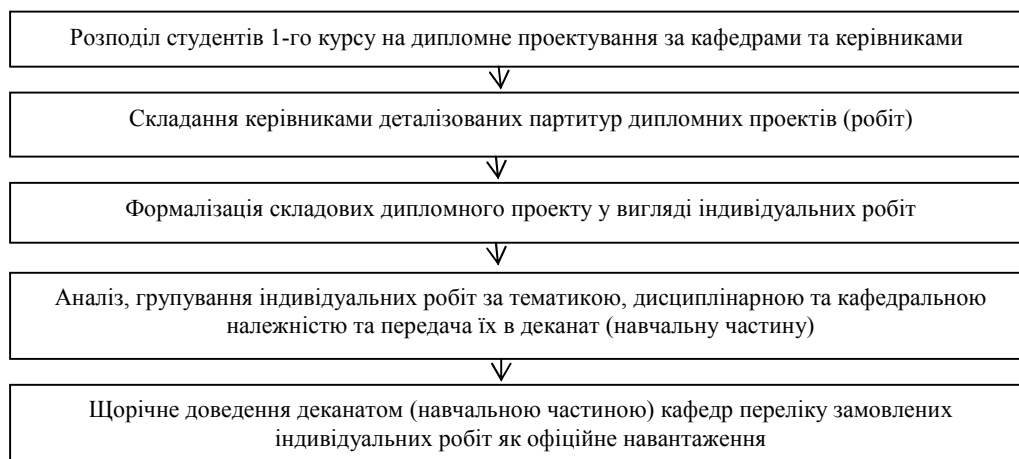 Розподіл студентів 1-го курсу на дипломне проектування за кафедрами та керівниками
Складання керівниками деталізованих партитур дипломних проектів (робіт)
Формалізація складових дипломного проекту у вигляді індивідуальних робіт
Аналіз, групування індивідуальних робіт за тематикою, дисциплінарною та кафедральною
належністю та передача їх в деканат (навчальну частину)
Щорічне доведення деканатом (навчальною частиною) кафедр переліку замовлених
індивідуальних робіт як офіційне навантаження